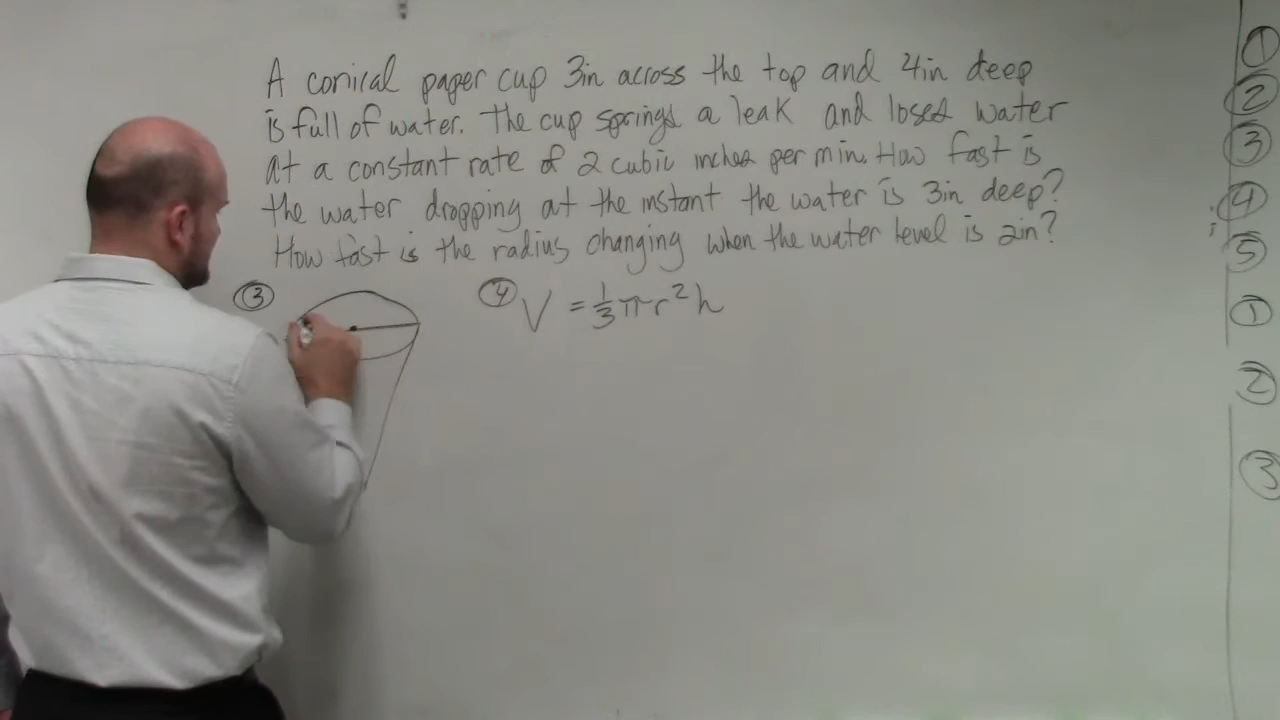 A conical paper cup 3in across the top and 4in deep
is full of water. The cup springs a leak and loses water
at a constant rate of 2 cubic inches per min. How fast is
the water dropping at the instant the water is 3in deep?
How fast is the radius changing when the water level is 2in?
③
④ V = 1/3 πr²h
①
②
③
④
⑤
①
②
③